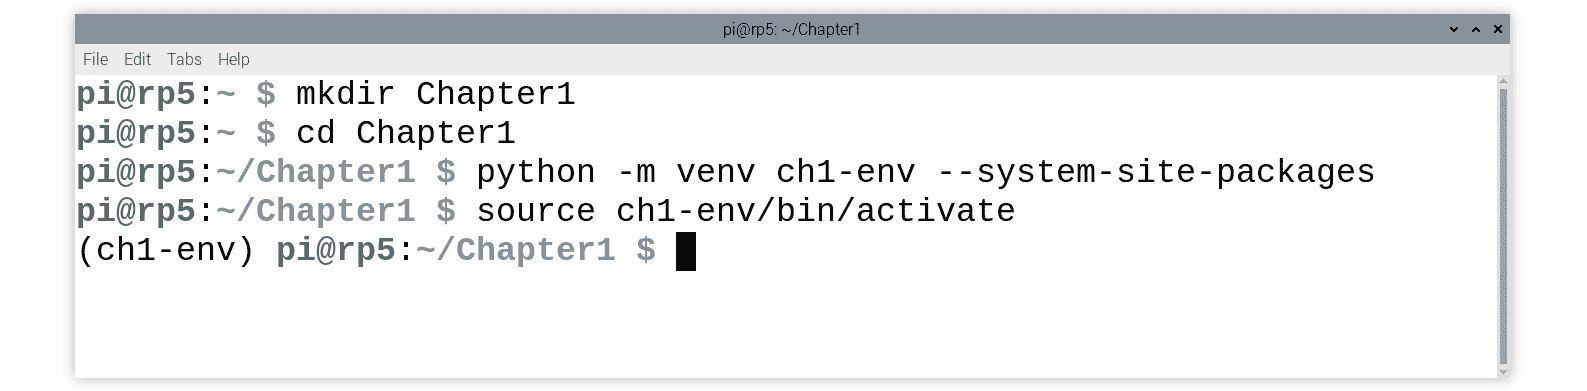 pi@rp5: ~/Chapter1
File Edit Tabs Help
pi@rp5:~ $ mkdir Chapter1
pi@rp5:~ $ cd Chapter1
pi@rp5:~/Chapter1 $ python -m venv ch1-env --system-site-packages
pi@rp5:~/Chapter1 $ source ch1-env/bin/activate
(ch1-env) pi@rp5:~/Chapter1 $